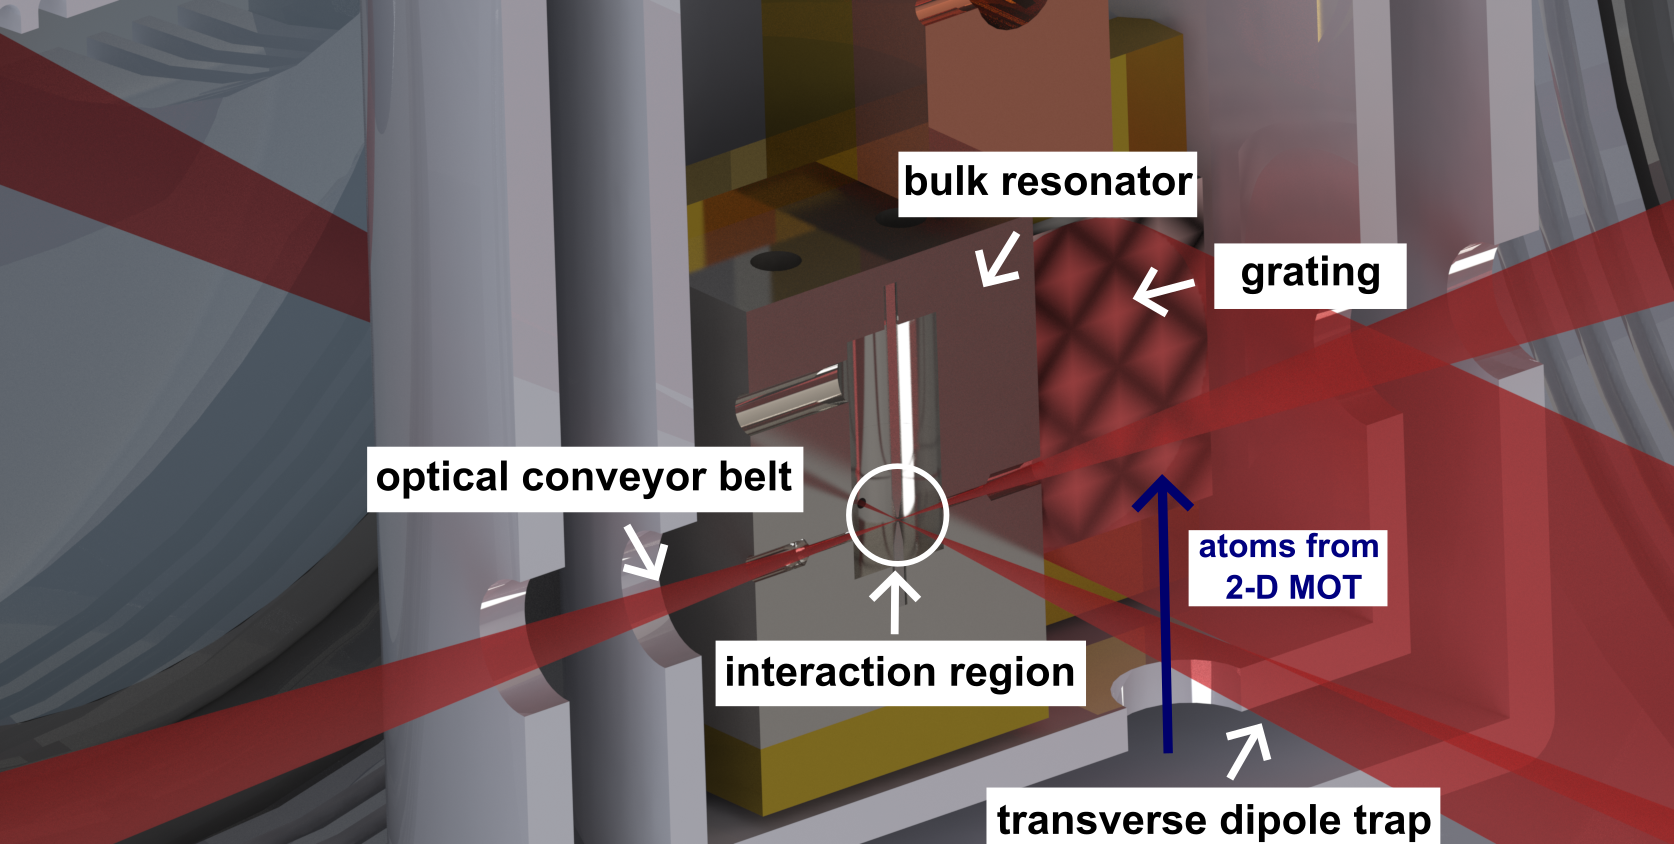 bulk resonator
grating
optical conveyor belt
atoms from
2-D MOT
interaction region
transverse dipole trap